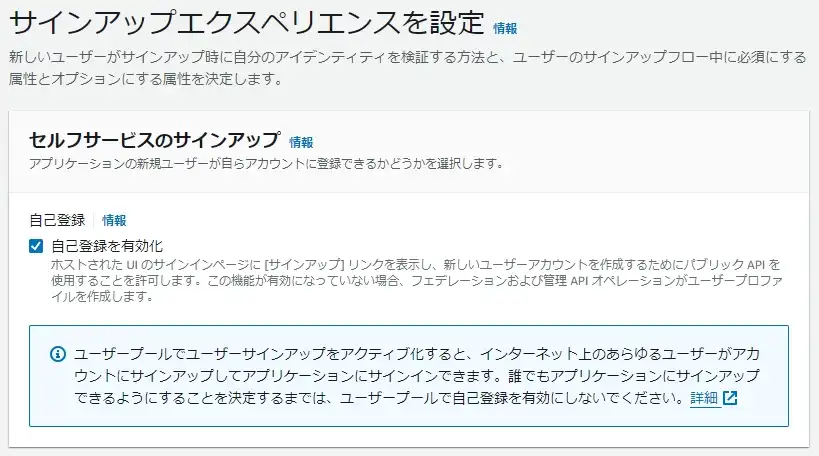 サインアップエクスペリエンスを設定 情報
新しいユーザーがサインアップ時に自分のアイデンティティを検証する方法と、ユーザーのサインアップフロー中に必須にする
属性とオプションにする属性を決定します。
セルフサービスのサインアップ 情報
アプリケーションの新規ユーザーが自らアカウントに登録できるかどうかを選択します。
自己登録 情報
自己登録を有効化
ホストされた UI のサインインページに [サインアップ] リンクを表示し、新しいユーザーアカウントを作成するためにパブリック API を
使用することを許可します。この機能が有効になっていない場合、フェデレーションおよび管理 API オペレーションがユーザープロファ
イルを作成します。
ユーザープールでユーザーサインアップをアクティブ化すると、インターネット上のあらゆるユーザーがアカ
ウントにサインアップしてアプリケーションにサインインできます。誰でもアプリケーションにサインアップ
できるようにすることを決定するまでは、ユーザープールで自己登録を有効にしないでください。詳細